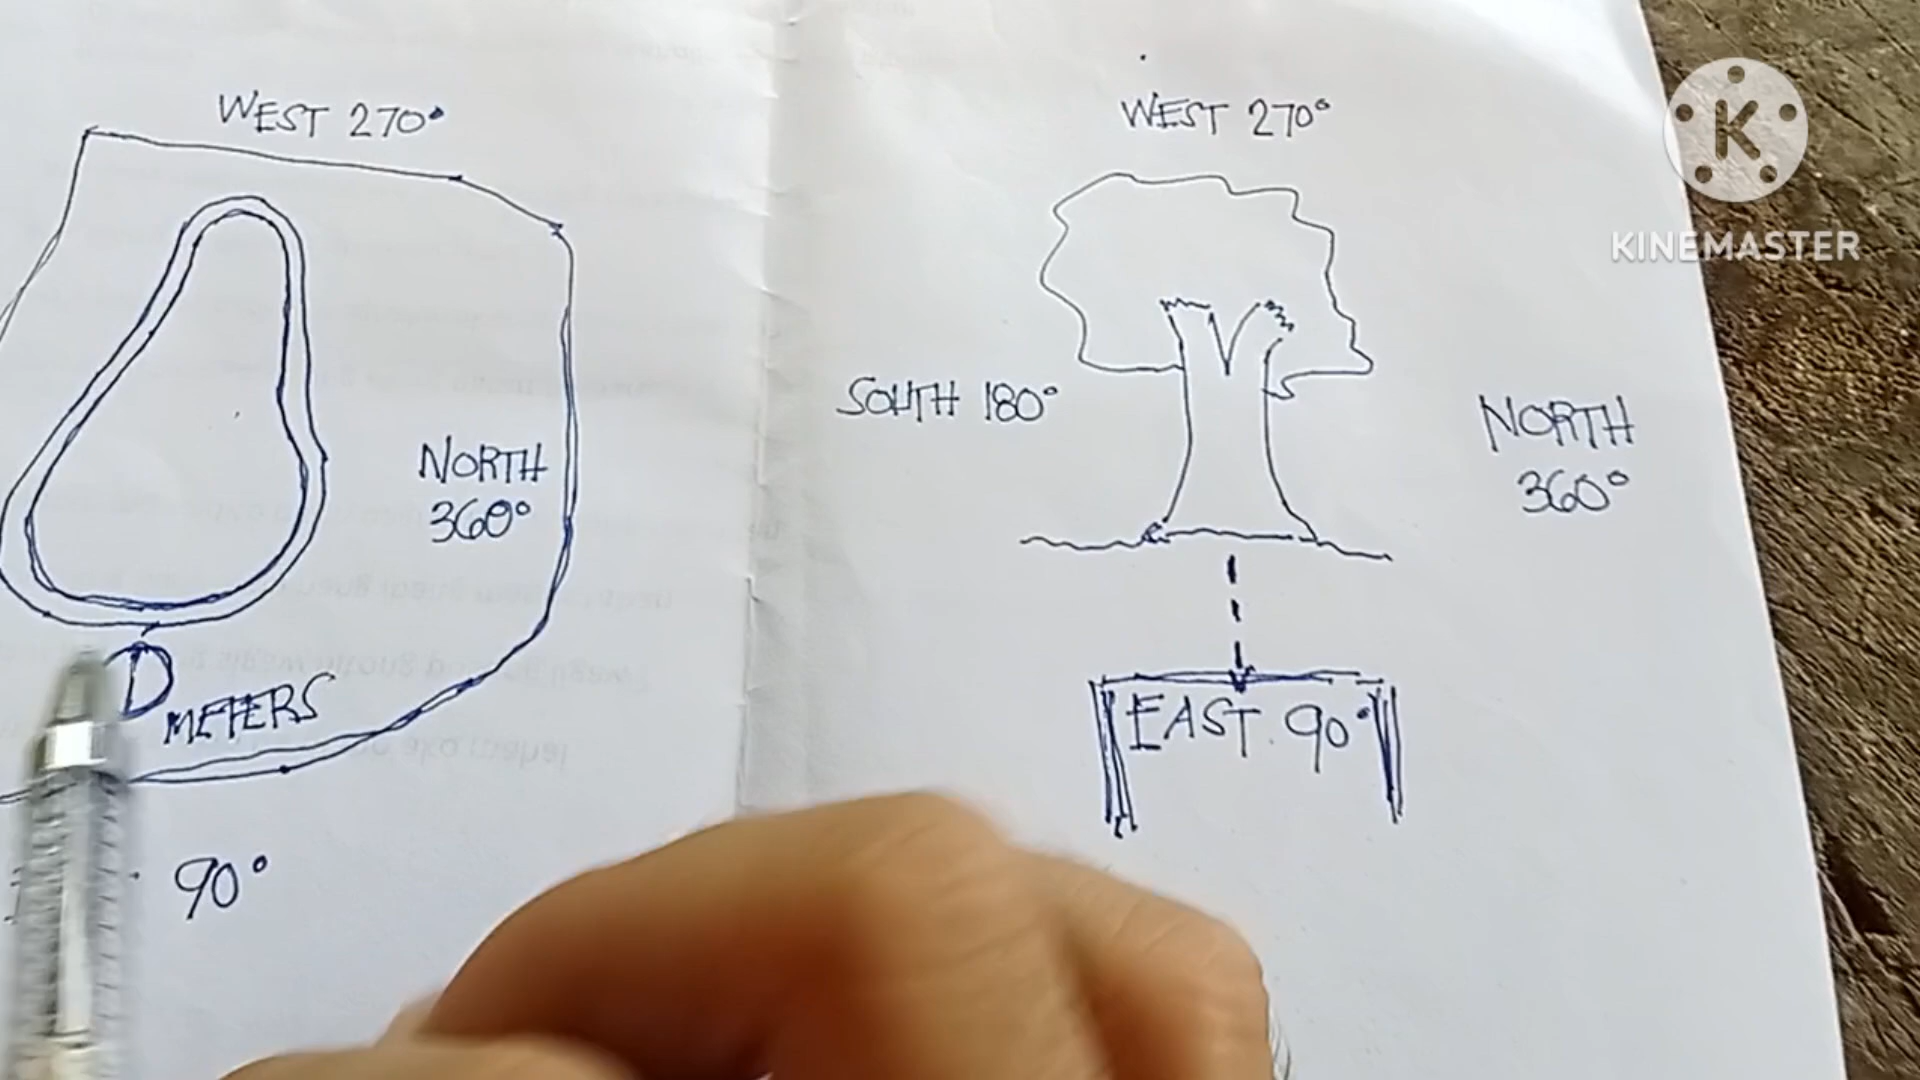 WEST 270°
NORTH
360°
METERS
90°
WEST 270°
SOUTH 180°
NORTH
360°
EAST 90°
K
KINEMASTER